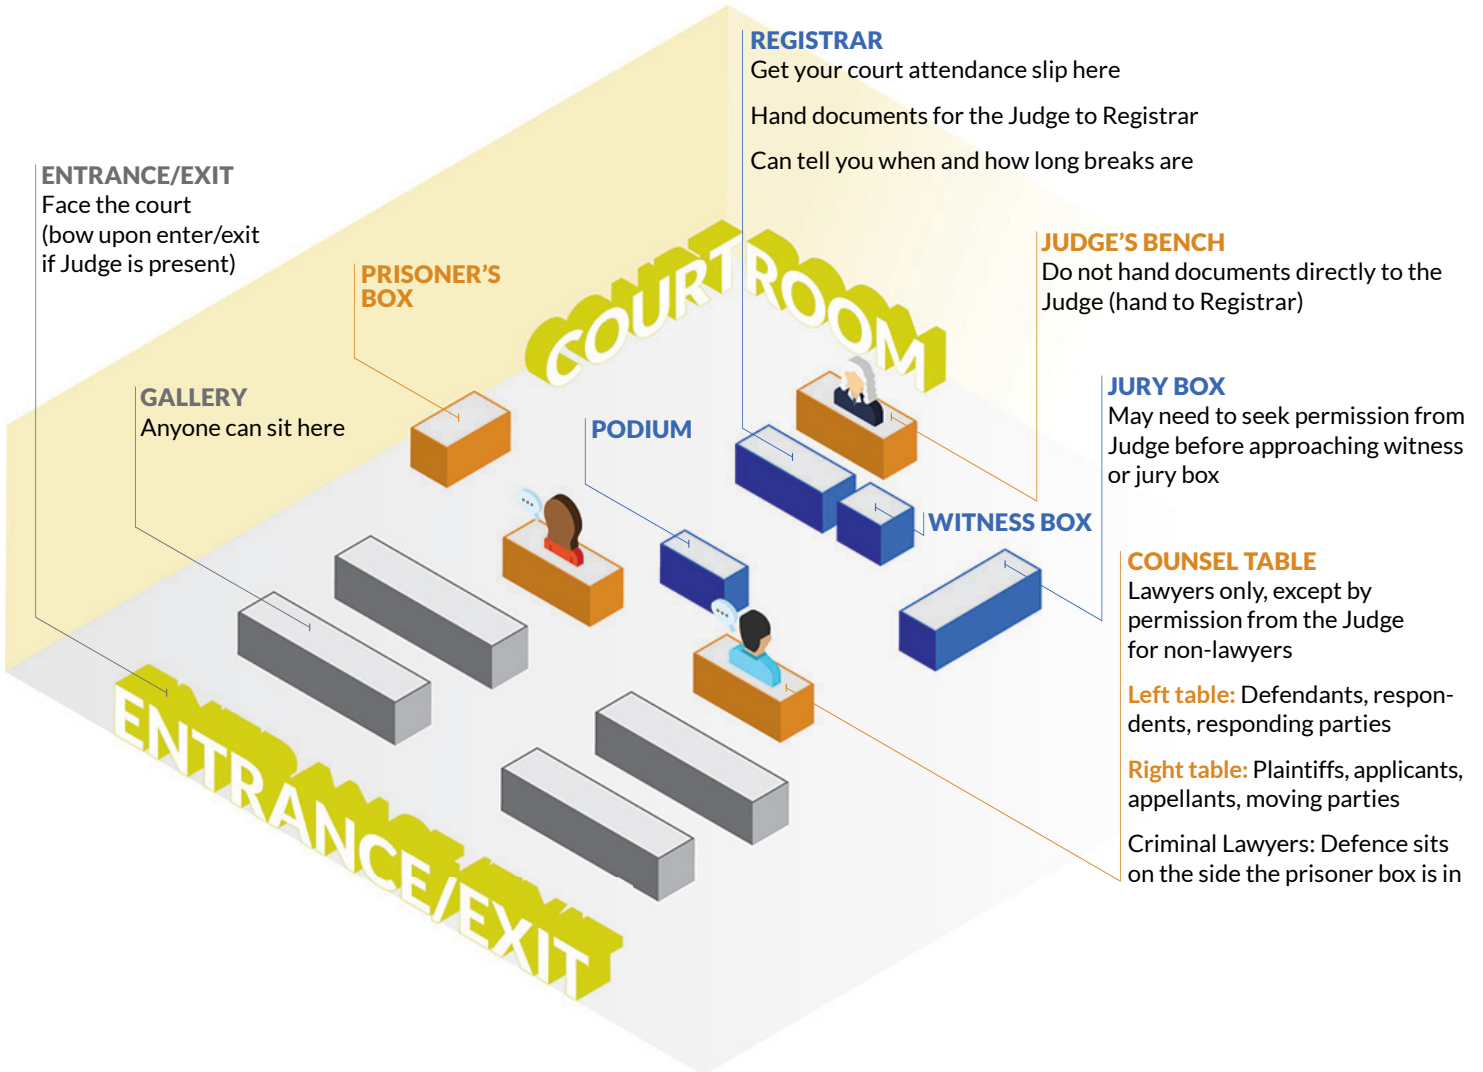 REGISTRAR
Get your court attendance slip here
Hand documents for the Judge to Registrar
Can tell you when and how long breaks are
ENTRANCE/EXIT
Face the court
(bow upon enter/exit
if Judge is present)
PRISONER’S
BOX
COURTROOM
JUDGE’S BENCH
Do not hand documents directly to the
Judge (hand to Registrar)
GALLERY
Anyone can sit here
PODIUM
JURY BOX
May need to seek permission from
Judge before approaching witness
or jury box
WITNESS BOX
COUNSEL TABLE
Lawyers only, except by
permission from the Judge
for non-lawyers
Left table: Defendants, respon-
dents, responding parties
Right table: Plaintiffs, applicants,
appellants, moving parties
Criminal Lawyers: Defence sits
on the side the prisoner box is in
ENTRANCE/EXIT